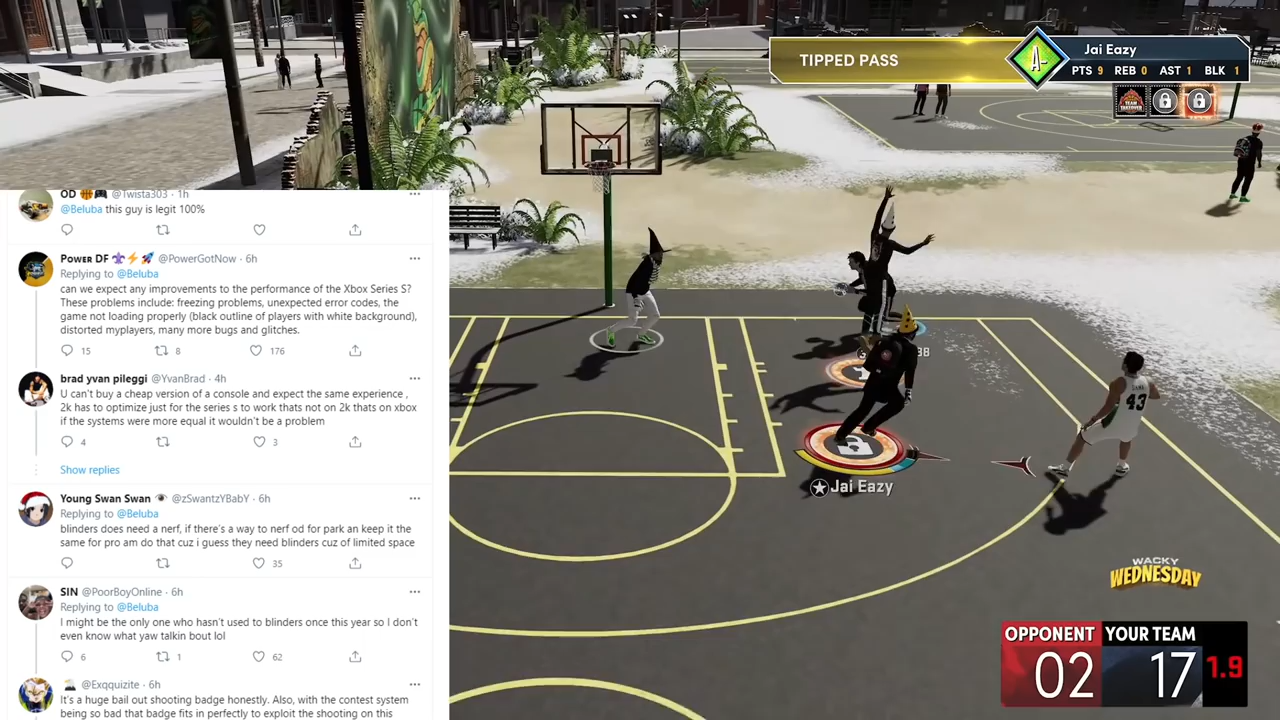 TIPPED PASS
A-
Jai Eazy
PTS 9 REB 0 AST 1 BLK 1
TEAM
TAKEOVER
OD @Twista303 · 1h
@Beluba this guy is legit 100%
POWER DF @PowerGotNow · 6h
Replying to @Beluba
can we expect any improvements to the performance of the Xbox Series S?
These problems include: freezing problems, unexpected error codes, the
game not loading properly (black outline of players with white background),
distorted myplayers, many more bugs and glitches.
15 8 176
brad yvan pileggi @YvanBrad · 4h
U can't buy a cheap version of a console and expect the same experience ,
2k has to optimize just for the series s to work thats not on 2k thats on xbox
if the systems were more equal it wouldn't be a problem
4 3
Show replies
Young Swan Swan @zSwantzYBabY · 6h
Replying to @Beluba
blinders does need a nerf, if there's a way to nerf od for park an keep it the
same for pro am do that cuz i guess they need blinders cuz of limited space
35
SIN @PoorBoyOnline · 6h
Replying to @Beluba
I might be the only one who hasn't used to blinders once this year so I don't
even know what yaw talkin bout lol
6 1 62
@Exqquizite · 6h
It's a huge bail out shooting badge honestly. Also, with the contest system
being so bad that badge fits in perfectly to exploit the shooting on this
38
43
Jai Eazy
WACKY
WEDNESDAY
OPPONENT YOUR TEAM
02 17 1.9